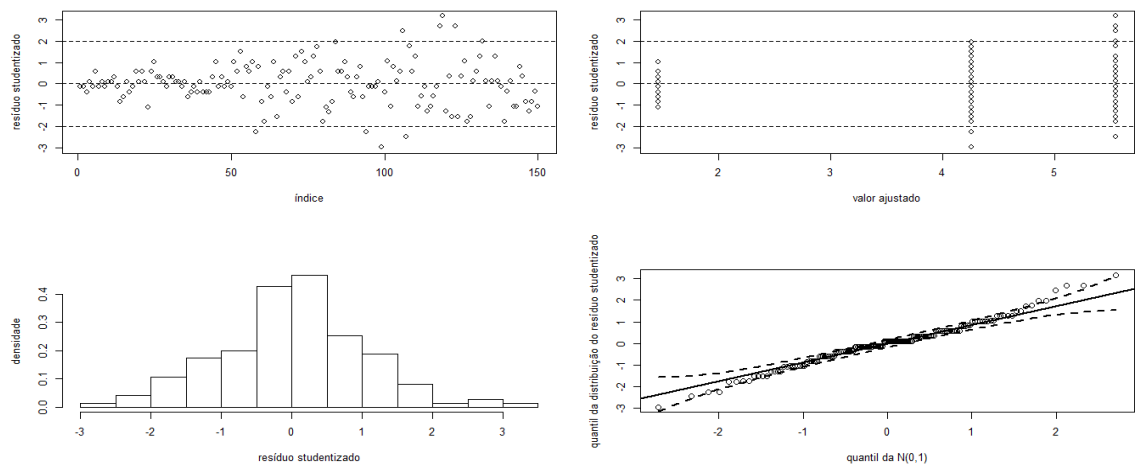 resíduo studentizado
-3 -2 -1 0 1 2 3
0 50 100 150
índice
resíduo studentizado
-3 -2 -1 0 1 2 3
2 3 4 5
valor ajustado
densidade
0.0 0.1 0.2 0.3 0.4
-3 -2 -1 0 1 2 3
resíduo studentizado
quantil da distribuição do resíduo studentizado
-3 -2 -1 0 1 2 3
-2 -1 0 1 2
quantil da N(0,1)